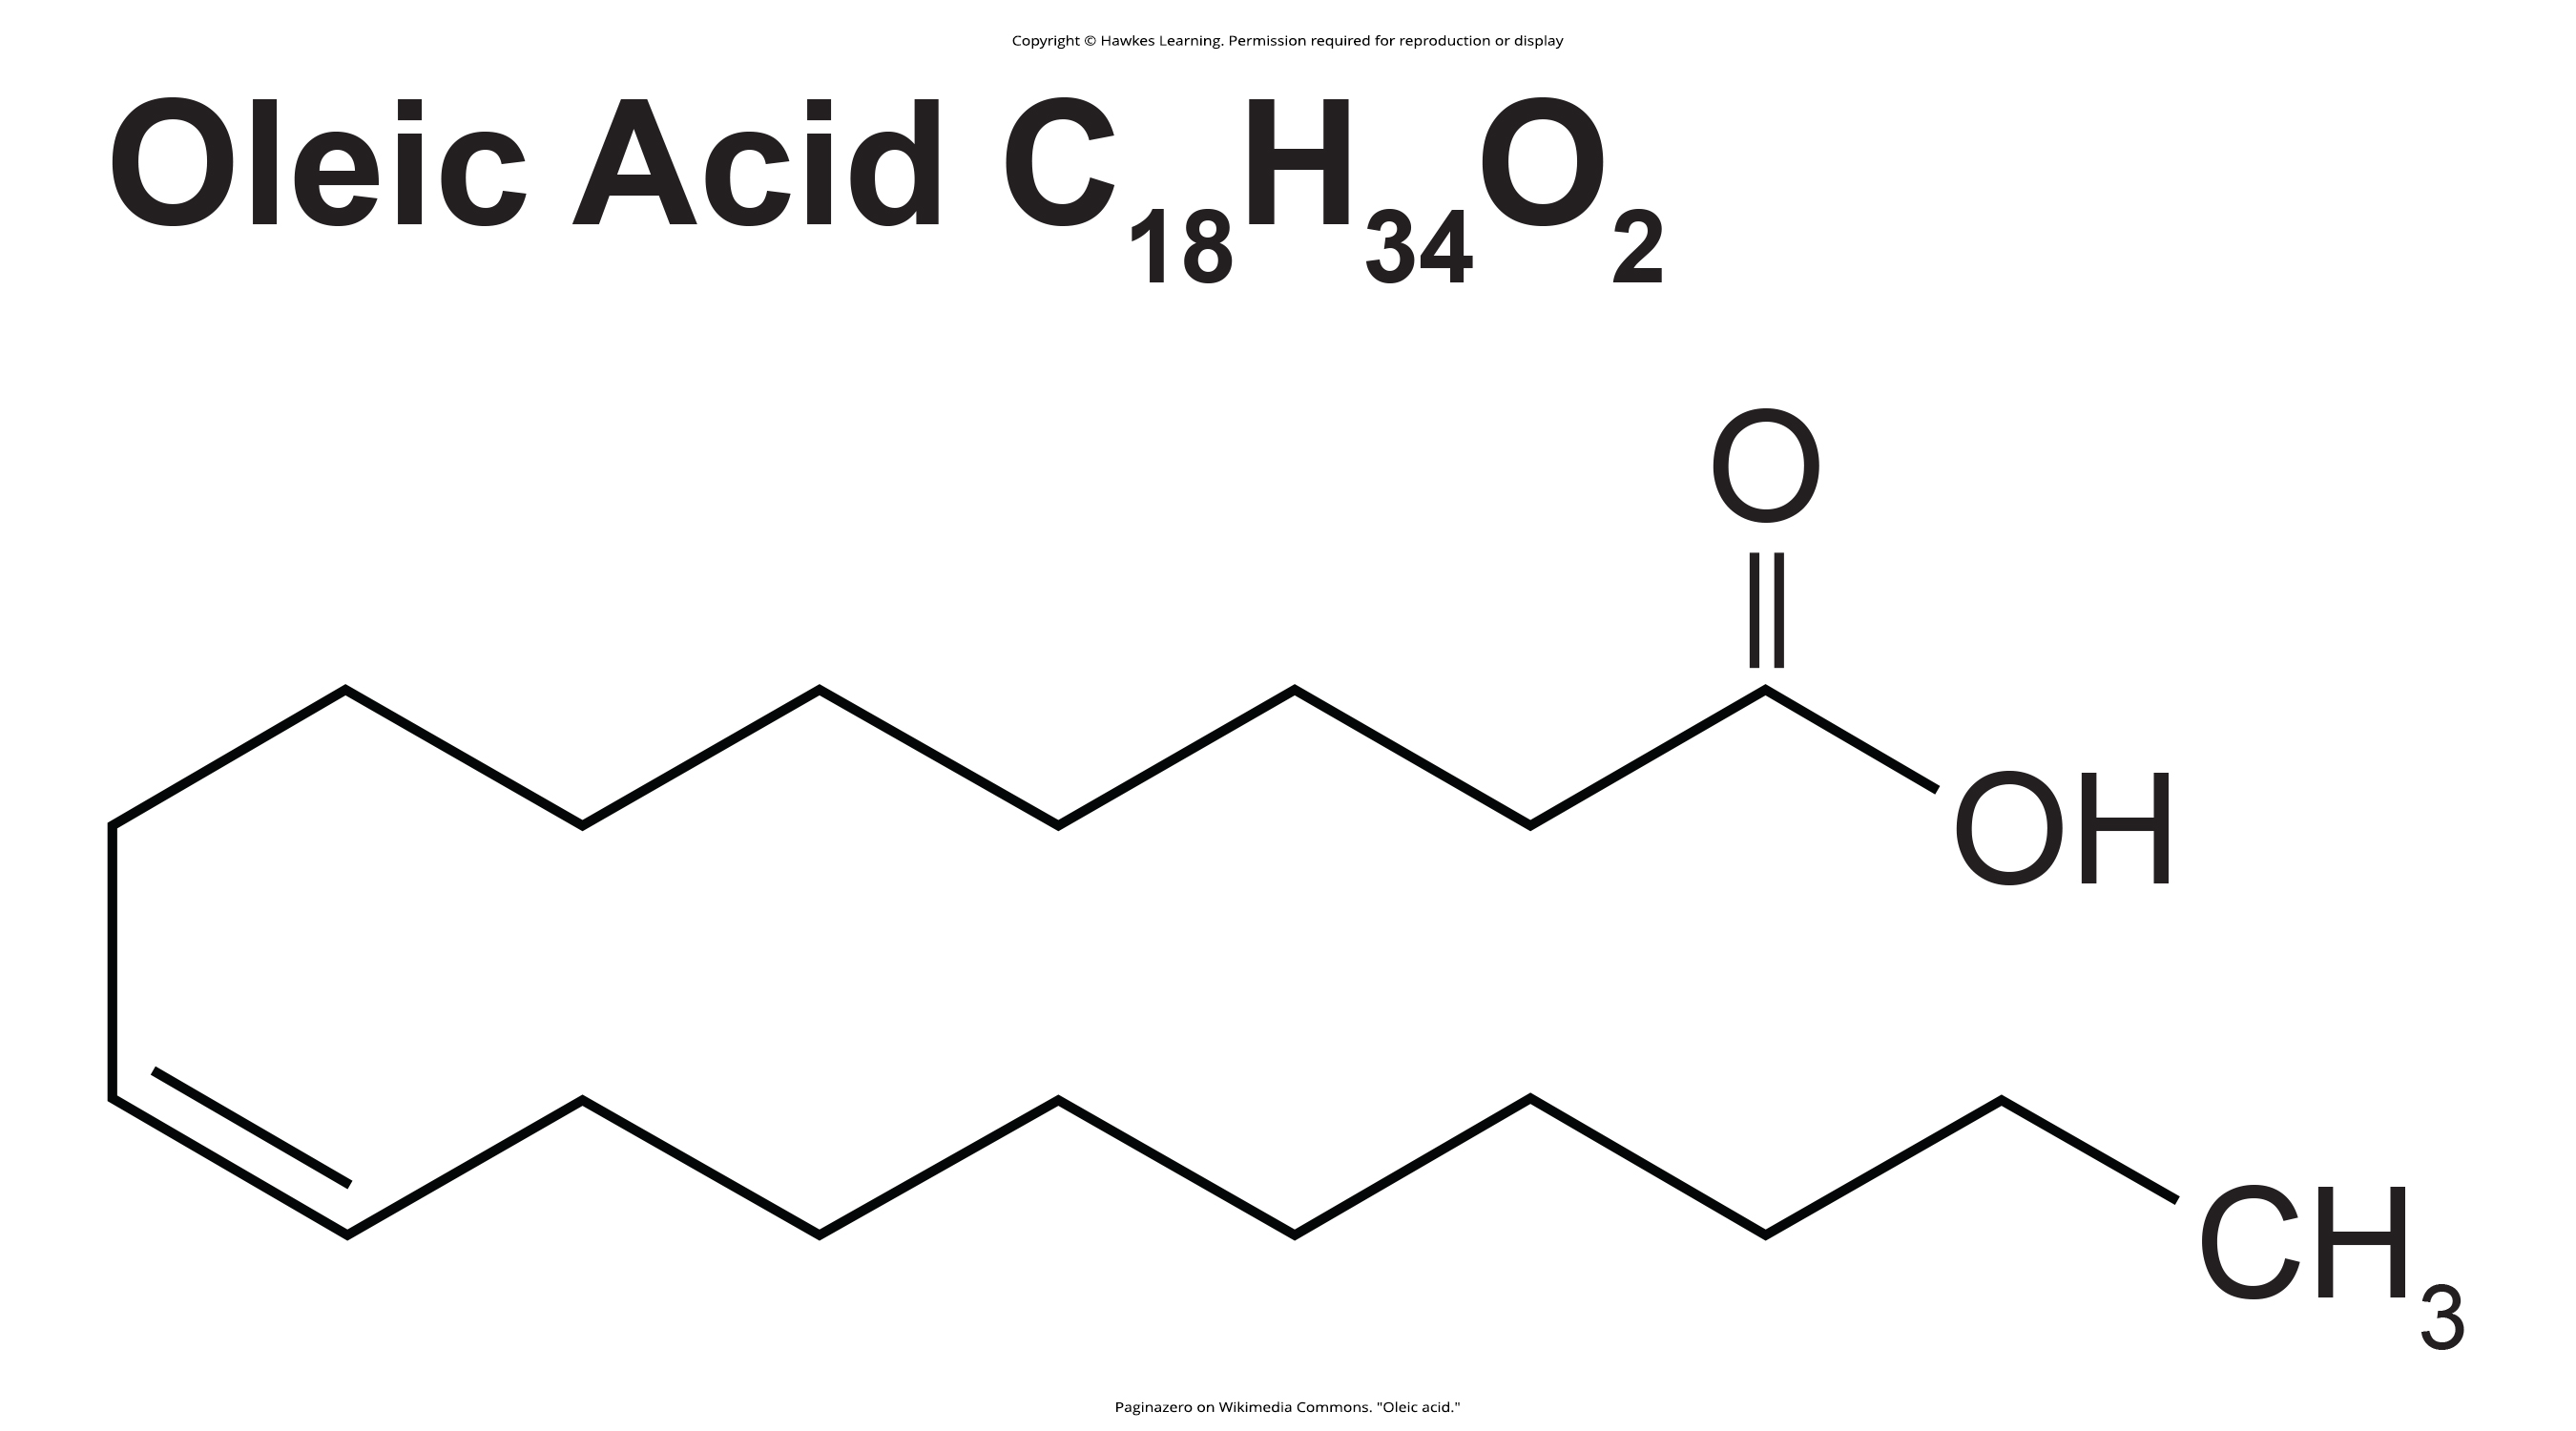 Copyright © Hawkes Learning. Permission required for reproduction or display
Oleic Acid C₁₈H₃₄O₂
O
OH
CH₃
Paginazero on Wikimedia Commons. "Oleic acid."